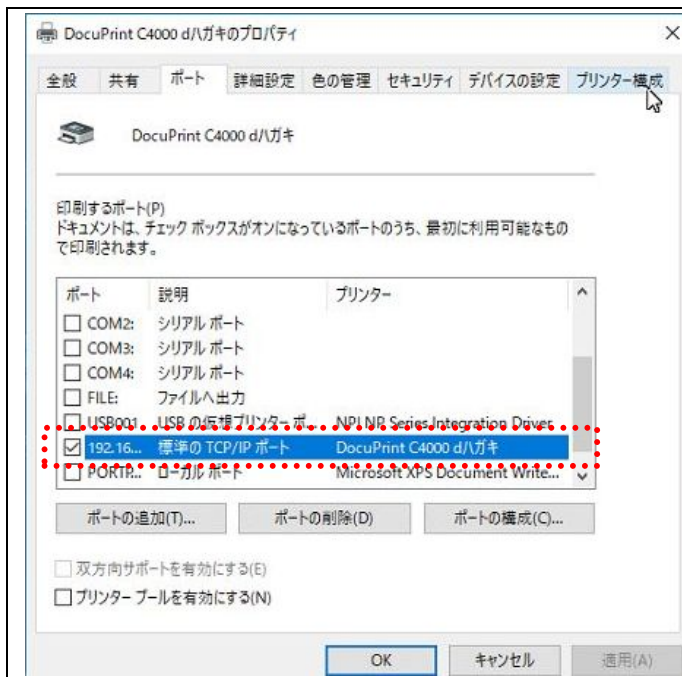 DocuPrint C4000 dハガキのプロパティ
全般 共有 ポート 詳細設定 色の管理 セキュリティ デバイスの設定 プリンター構成
DocuPrint C4000 dハガキ
印刷するポート(P)
ドキュメントは、チェック ボックスがオンになっているポートのうち、最初に利用可能なもの
で印刷されます。
ポート 説明 プリンター
COM2: シリアル ポート
COM3: シリアル ポート
COM4: シリアル ポート
FILE: ファイルへ出力
USB001 USB の仮想プリンター ポ... NPI NP Series Integration Driver
192.16... 標準の TCP/IP ポート DocuPrint C4000 dハガキ
PORTP... ローカル ポート Microsoft XPS Document Write...
ポートの追加(T)... ポートの削除(D) ポートの構成(C)...
双方向サポートを有効にする(E)
プリンター プールを有効にする(N)
OK キャンセル 適用(A)